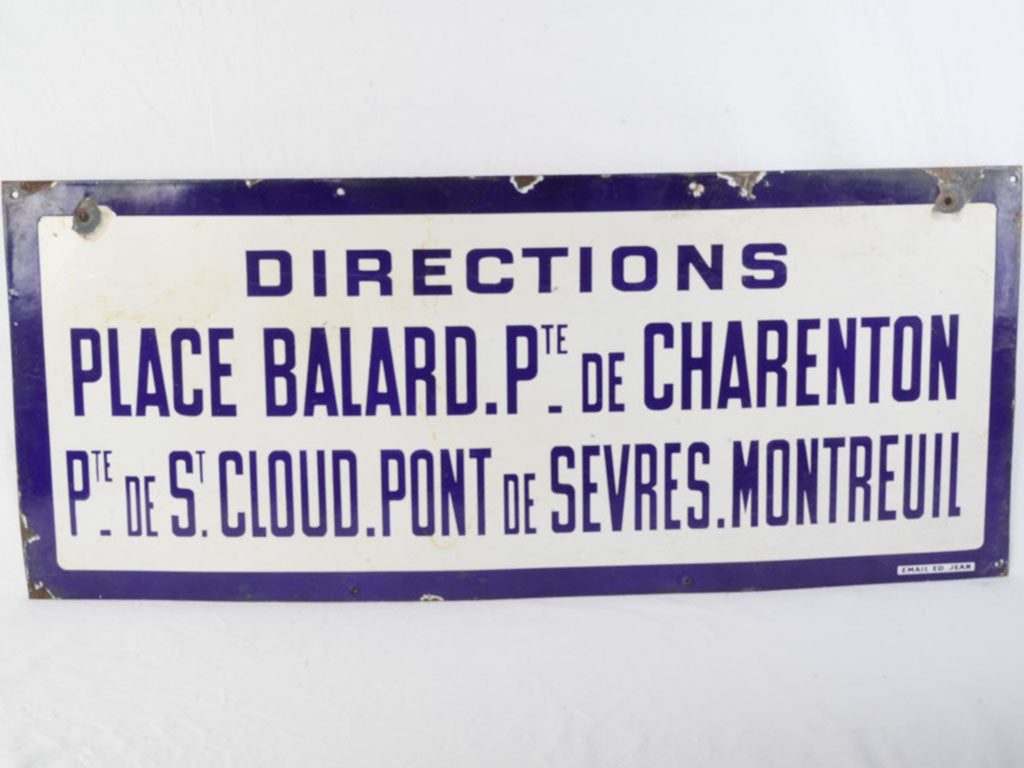 DIRECTIONS
PLACE BALARD. PTE DE CHARENTON
PTE DE ST. CLOUD. PONT DE SEVRES. MONTREUIL
EMAIL ED. JEAN